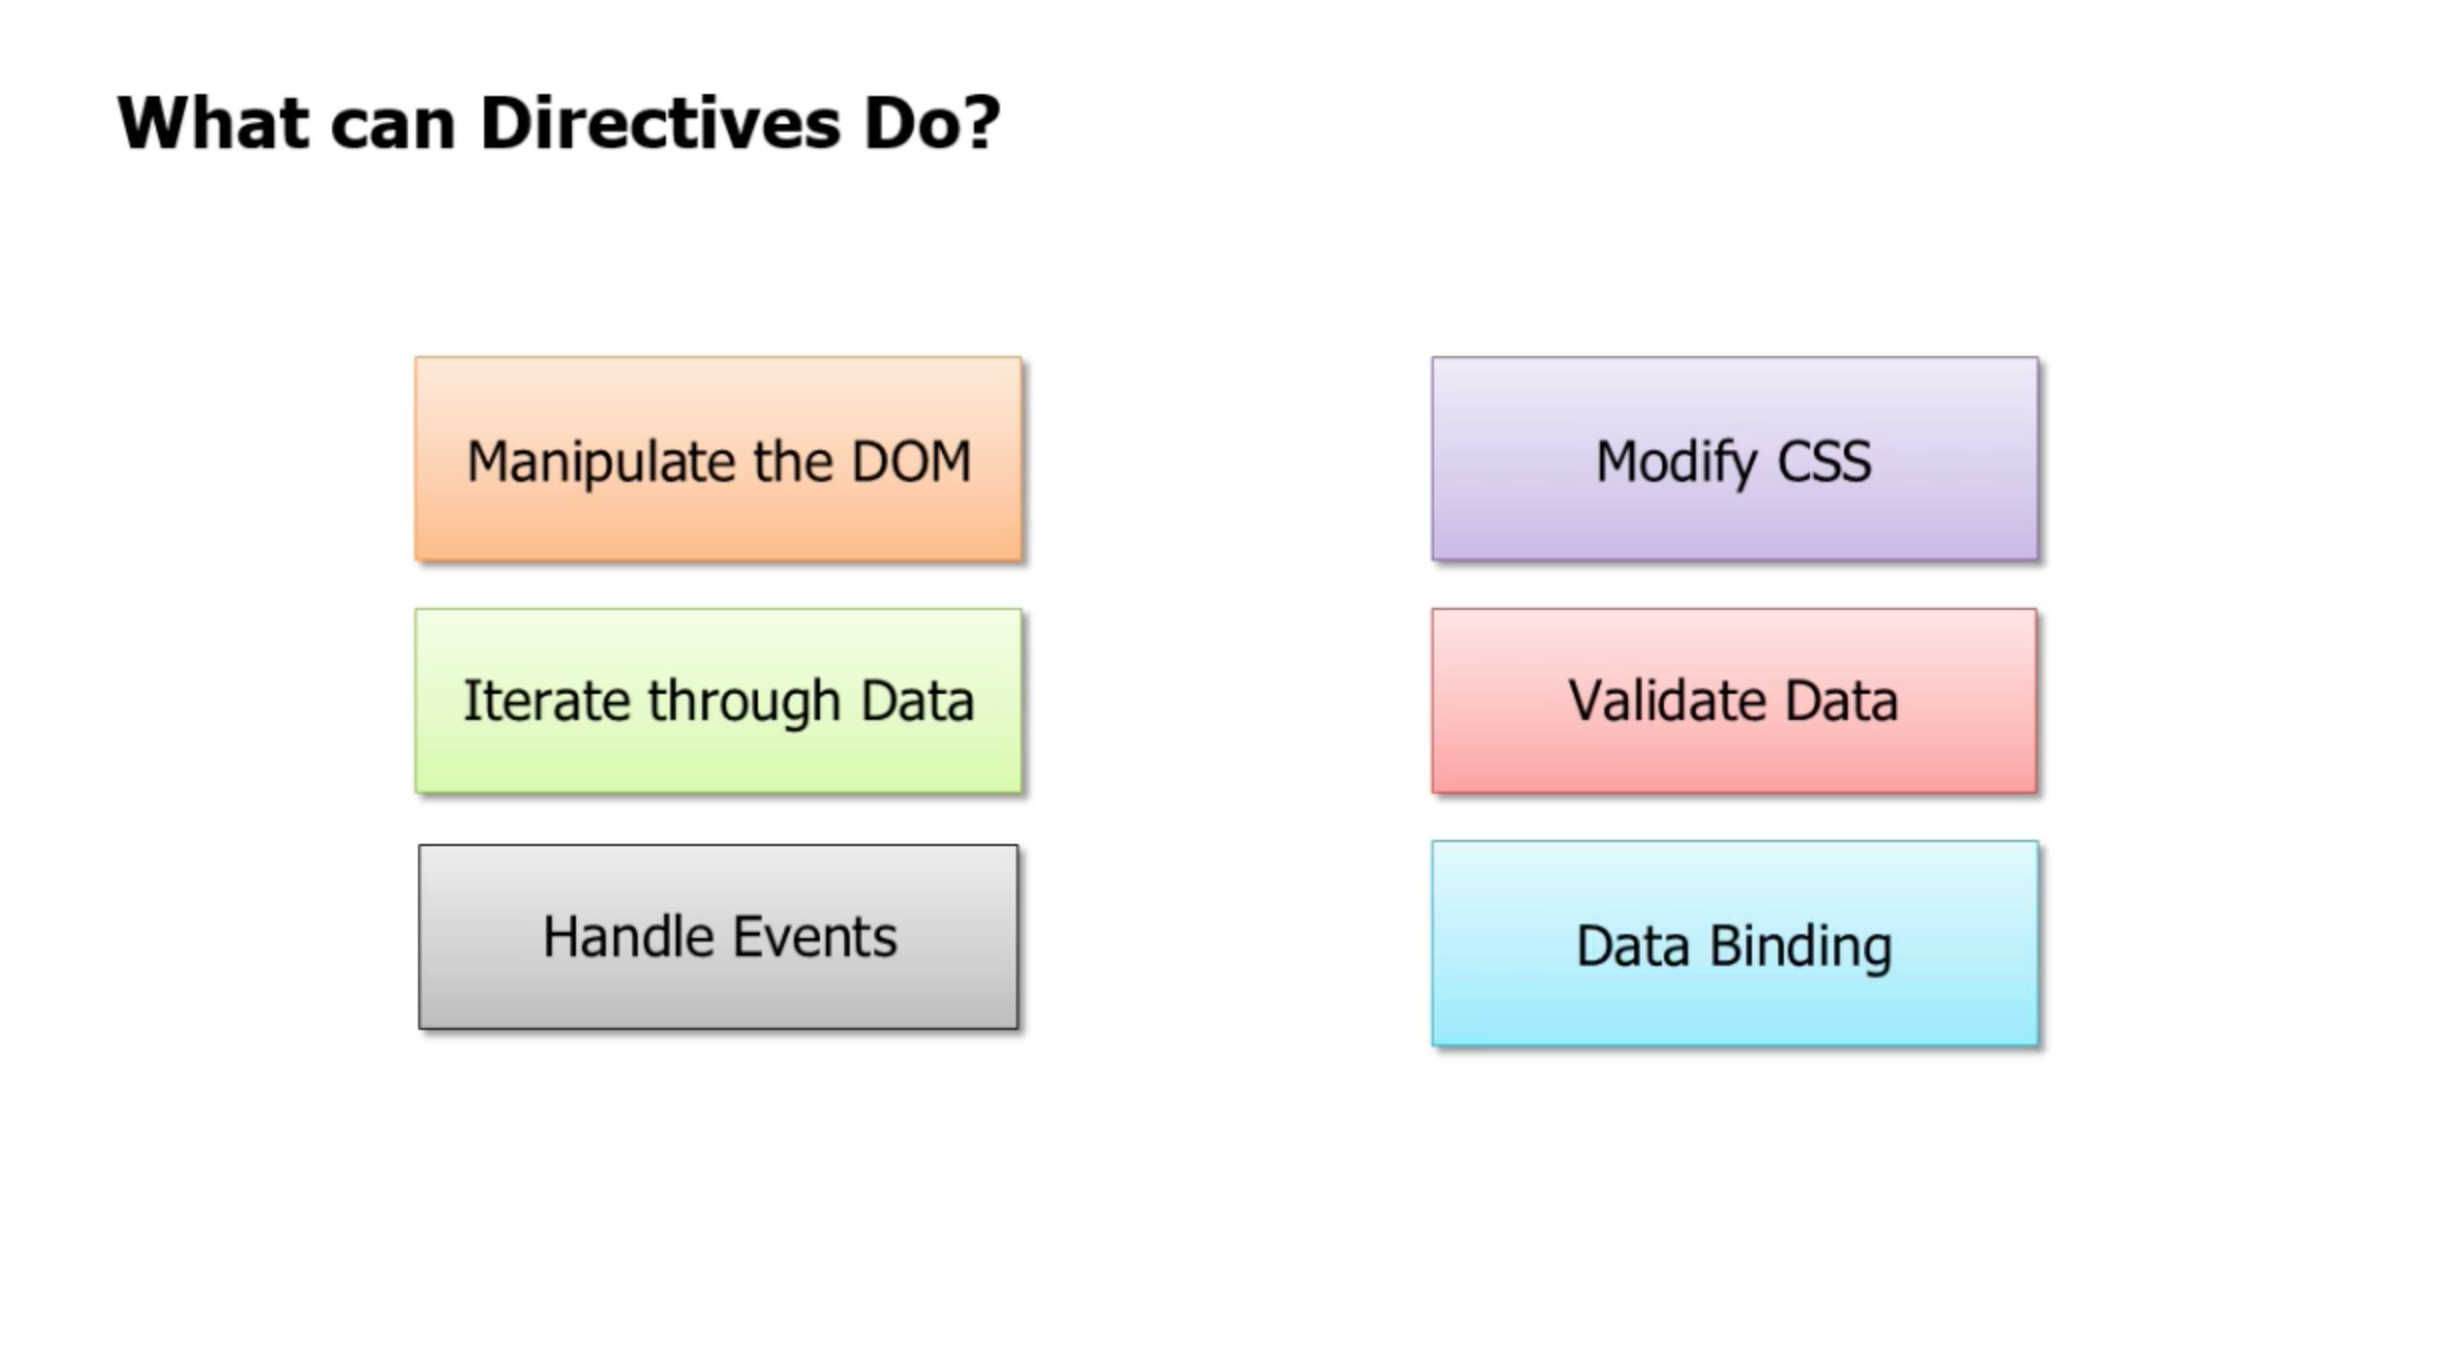 What can Directives Do?
Manipulate the DOM
Modify CSS
Iterate through Data
Validate Data
Handle Events
Data Binding